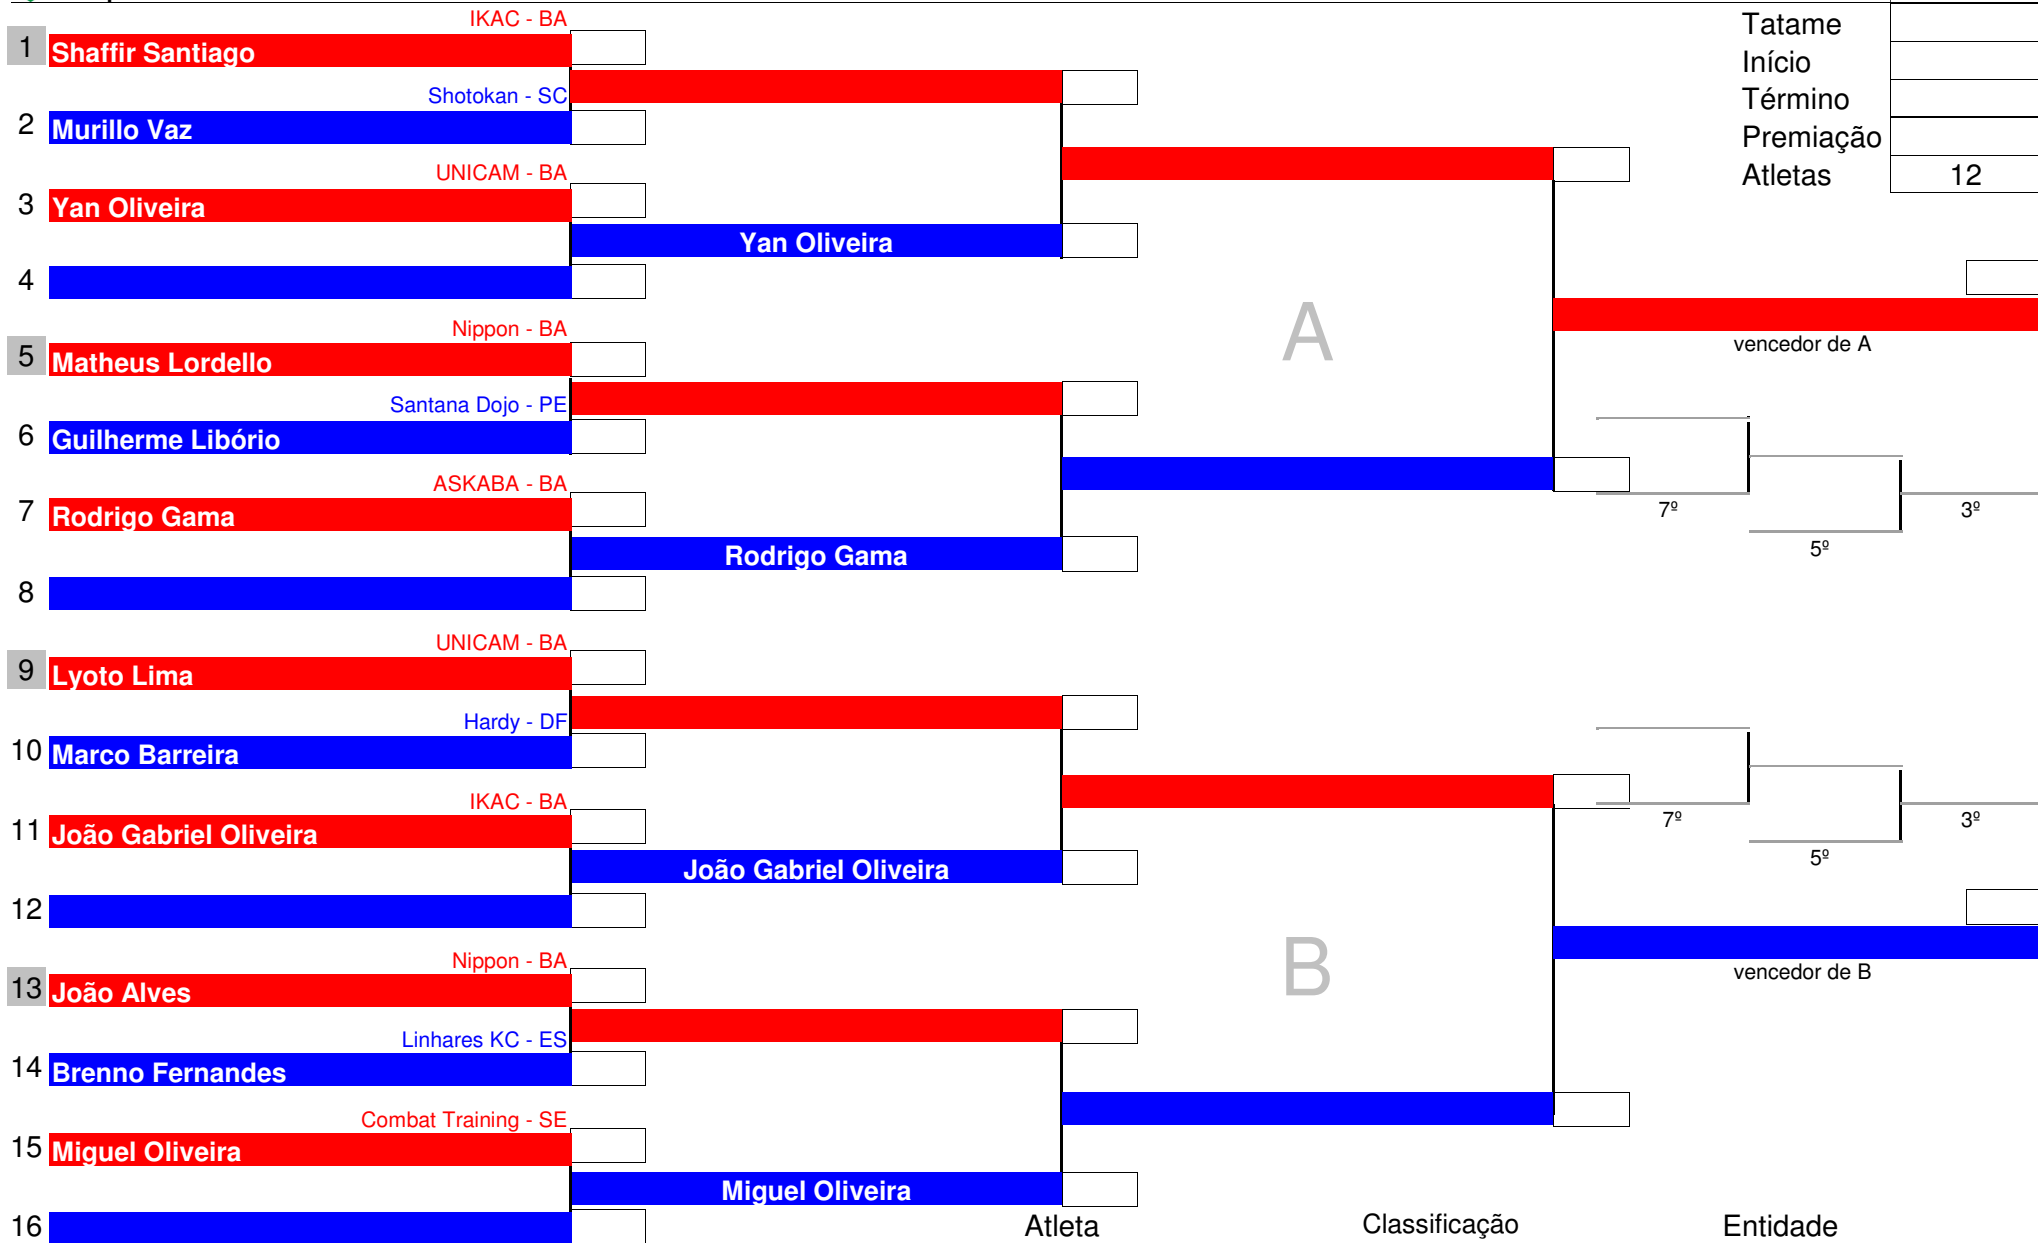 IKAC - BA
1 Shaffir Santiago
Shotokan - SC
2 Murillo Vaz
UNICAM - BA
3 Yan Oliveira
Yan Oliveira
4
Nippon - BA
5 Matheus Lordello
Santana Dojo - PE
6 Guilherme Libório
ASKABA - BA
7 Rodrigo Gama
Rodrigo Gama
8
UNICAM - BA
9 Lyoto Lima
Hardy - DF
10 Marco Barreira
IKAC - BA
11 João Gabriel Oliveira
João Gabriel Oliveira
12
Nippon - BA
13 João Alves
Linhares KC - ES
14 Brenno Fernandes
Combat Training - SE
15 Miguel Oliveira
Miguel Oliveira
16
A
B
Tatame
Início
Término
Premiação
Atletas 12
vencedor de A
7º
3º
5º
7º
3º
5º
vencedor de B
Atleta Classificação Entidade